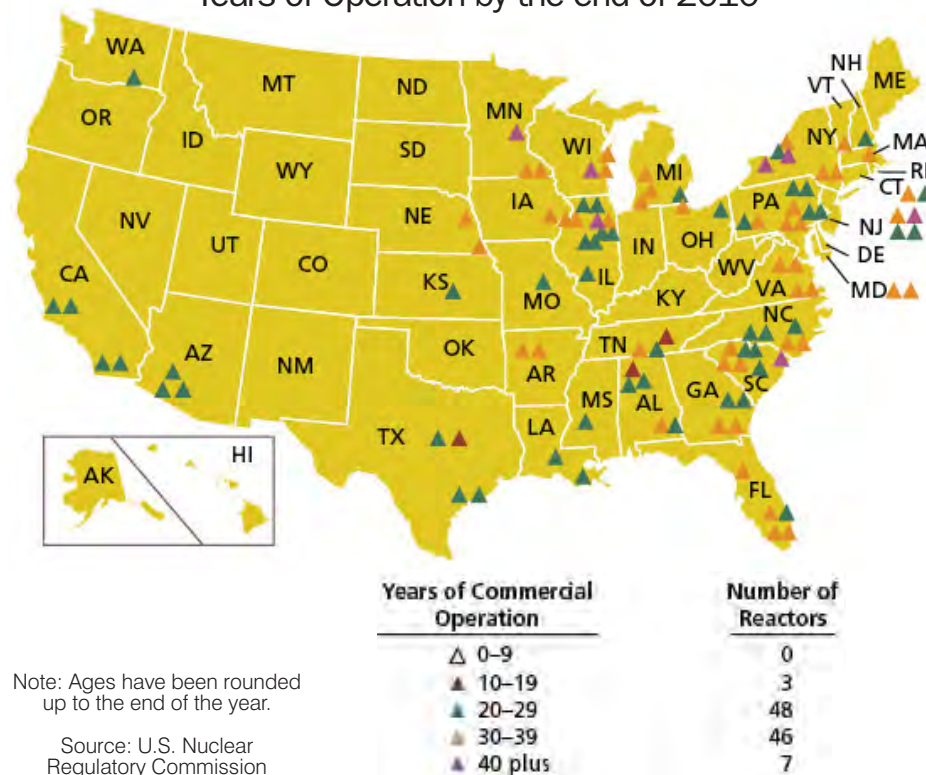 Years of Operation by the end of 2010
WA
MT
ND
MN
VT
NH
ME
OR
ID
SD
WI
MI
NY
MA
RI
CT
WY
NE
IA
PA
NJ
NV
UT
CO
IL
IN
OH
WV
DE
MD
CA
KS
MO
KY
VA
NC
AZ
NM
OK
AR
TN
SC
TX
LA
MS
AL
GA
AK
HI
FL
Years of Commercial Operation
Number of Reactors
0–9 0
10–19 3
20–29 48
30–39 46
40 plus 7
Note: Ages have been rounded
up to the end of the year.
Source: U.S. Nuclear
Regulatory Commission